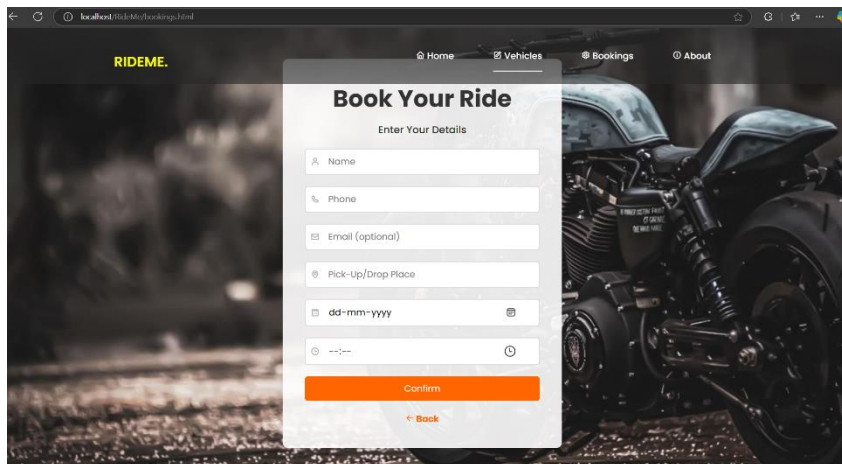 localhost/RideMe/bookings.html
RIDEME.
Home
Vehicles
Bookings
About
Book Your Ride
Enter Your Details
Name
Phone
Email (optional)
Pick-Up/Drop Place
dd-mm-yyyy
--:--
Confirm
← Back